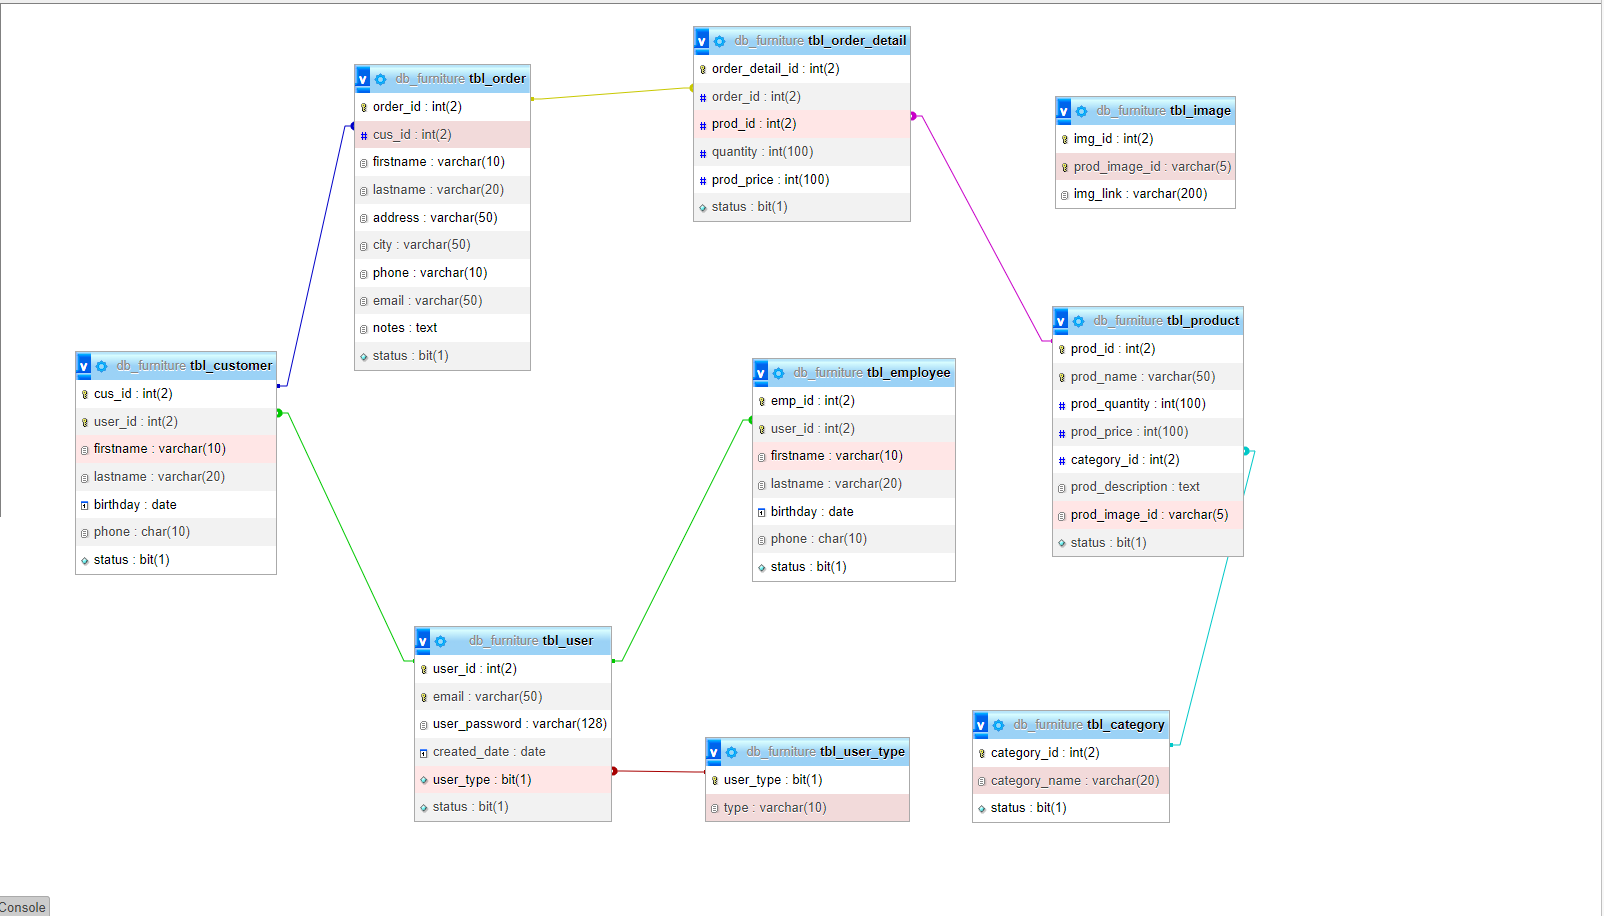 v db_furniture tbl_order
order_id : int(2)
# cus_id : int(2)
firstname : varchar(10)
lastname : varchar(20)
address : varchar(50)
city : varchar(50)
phone : varchar(10)
email : varchar(50)
notes : text
status : bit(1)
v db_furniture tbl_order_detail
order_detail_id : int(2)
# order_id : int(2)
# prod_id : int(2)
# quantity : int(100)
# prod_price : int(100)
status : bit(1)
v db_furniture tbl_image
img_id : int(2)
prod_image_id : varchar(5)
img_link : varchar(200)
v db_furniture tbl_customer
cus_id : int(2)
user_id : int(2)
firstname : varchar(10)
lastname : varchar(20)
birthday : date
phone : char(10)
status : bit(1)
v db_furniture tbl_employee
emp_id : int(2)
user_id : int(2)
firstname : varchar(10)
lastname : varchar(20)
birthday : date
phone : char(10)
status : bit(1)
v db_furniture tbl_product
prod_id : int(2)
prod_name : varchar(50)
# prod_quantity : int(100)
# prod_price : int(100)
# category_id : int(2)
prod_description : text
prod_image_id : varchar(5)
status : bit(1)
v db_furniture tbl_user
user_id : int(2)
email : varchar(50)
user_password : varchar(128)
created_date : date
user_type : bit(1)
status : bit(1)
v db_furniture tbl_user_type
user_type : bit(1)
type : varchar(10)
v db_furniture tbl_category
category_id : int(2)
category_name : varchar(20)
status : bit(1)
Console